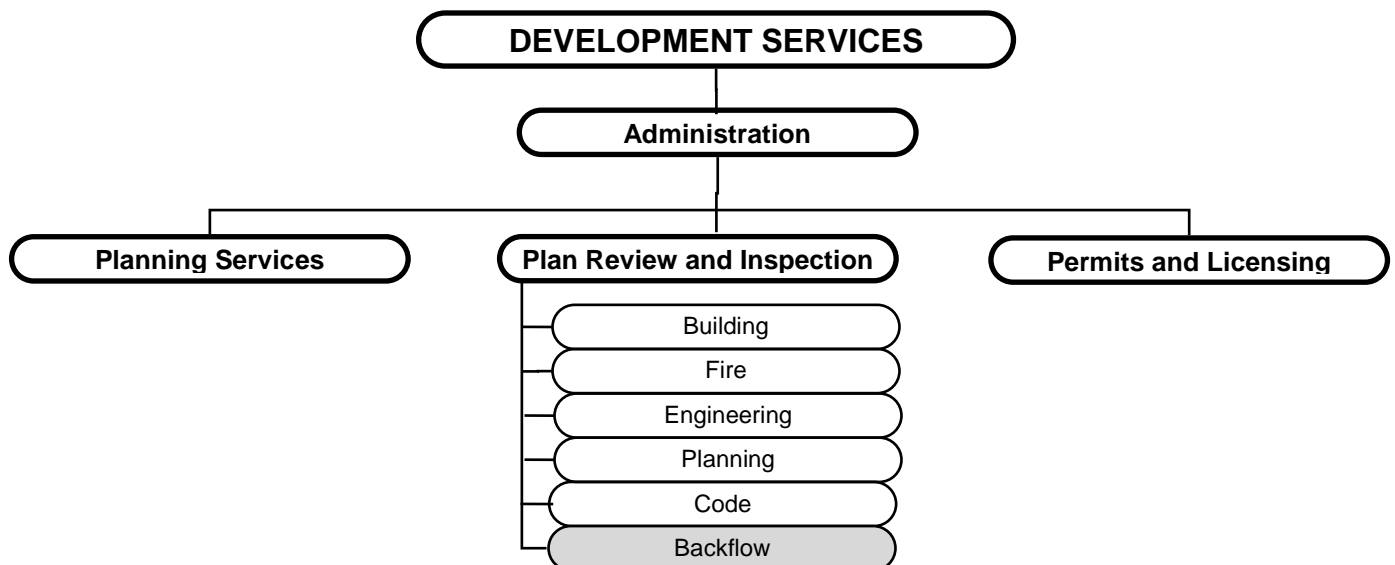 DEVELOPMENT SERVICES
Administration
Planning Services
Plan Review and Inspection
Permits and Licensing
Building
Fire
Engineering
Planning
Code
Backflow